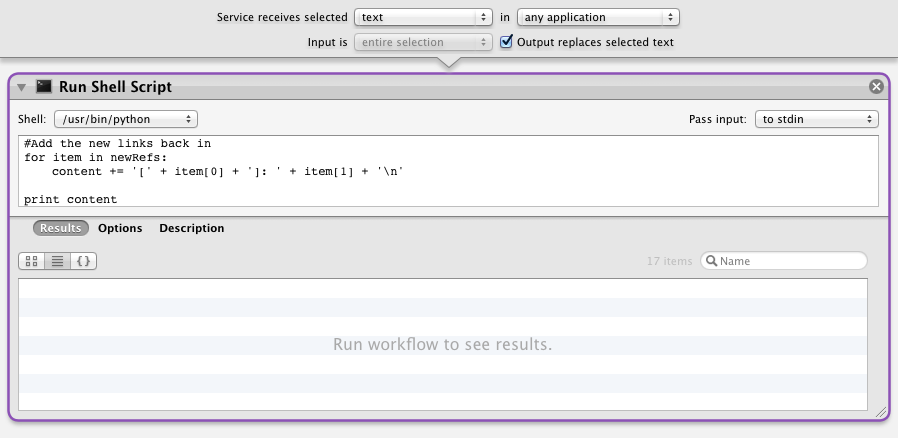 Service receives selected text in any application
Input is entire selection Output replaces selected text
Run Shell Script
Shell: /usr/bin/python Pass input: to stdin
#Add the new links back in
for item in newRefs:
    content += '[' + item[0] + ']: ' + item[1] + '\n'
print content
Results Options Description
{} 17 items Name
Run workflow to see results.